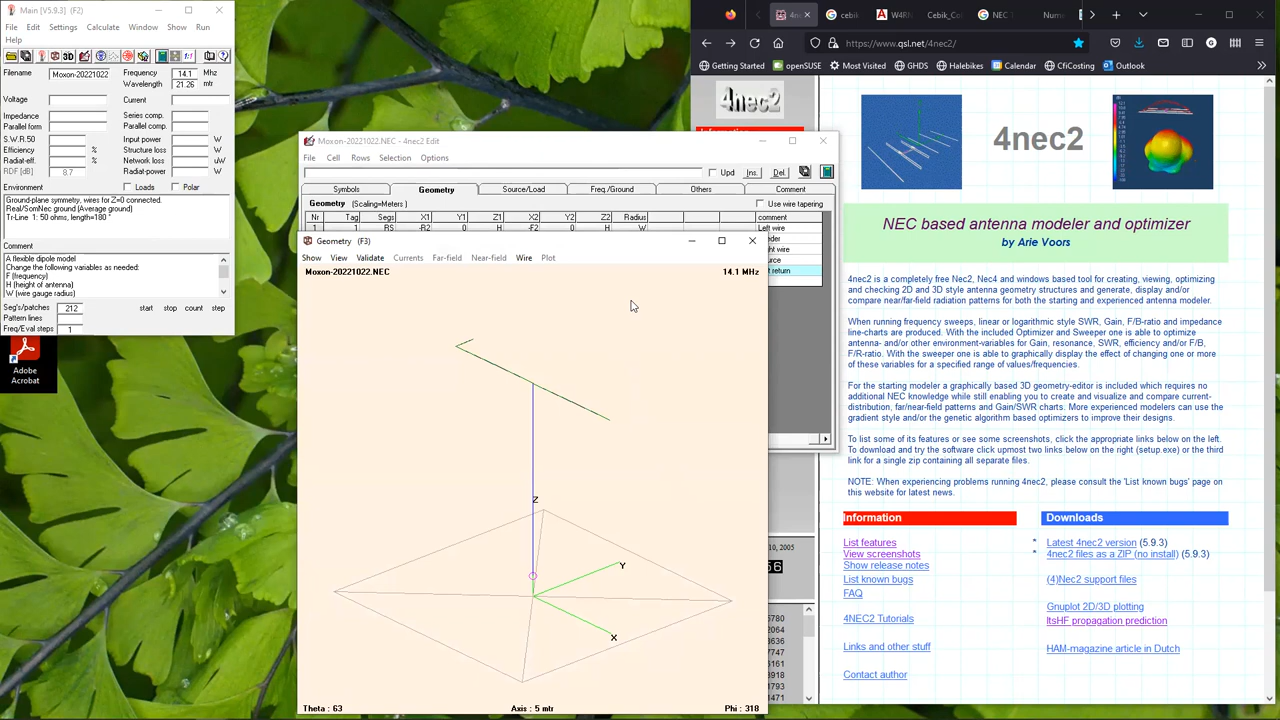 Main [V5.9.3] (F2)
File Edit Settings Calculate Window Show Run
Help
3D 1:1
Filename Moxon-20221022 Frequency 14.1 Mhz
Wavelength 21.26 mtr
Voltage Current
Impedance Series comp.
Parallel form Parallel comp.
S.W.R.50 Input power W
Efficiency % Structure loss W
Radiat-eff. % Network loss uW
RDF [dB] 8.7 Radiat-power W
Environment Loads Polar
Ground-plane symmetry, wires for Z=0 connected.
Real/SomNec ground (Average ground)
Tr-Line 1: 50 ohms, length=180 °
Comment
A flexible dipole model
Change the following variables as needed:
F (frequency)
H (height of antenna)
W (wire gauge radius)
Seg's/patches 212 start stop count step
Pattern lines
Freq/Eval steps 1
Adobe
Acrobat
Moxon-20221022.NEC - 4nec2 Edit
File Cell Rows Selection Options
Upd Ins. Del
Symbols Geometry Source/Load Freq./Ground Others Comment
Geometry (Scaling=Meters) Use wire tapering
Nr Tag Segs X1 Y1 Z1 X2 Y2 Z2 Radius comment
1 1 RS -R2 0 H -F2 0 H W Left wire
Geometry (F3)
Show View Validate Currents Far-field Near-field Wire Plot
Moxon-20221022.NEC 14.1 MHz
Z
Y
X
Theta : 63 Axis : 5 mtr Phi : 318
cebik W4RN Cebik_Co NEC
https://www.qsl.net/4nec2/
Getting Started openSUSE Most Visited GHDS Halebikes Calendar CfiCosting Outlook
4nec2
Information
4nec2
NEC based antenna modeler and optimizer
by Arie Voors
4nec2 is a completely free Nec2, Nec4 and windows based tool for creating, viewing, optimizing
and checking 2D and 3D style antenna geometry structures and generate, display and/or
compare near/far-field radiation patterns for both the starting and experienced antenna modeler.
When running frequency sweeps, linear or logarithmic style SWR, Gain, F/B-ratio and impedance
line-charts are produced. With the included Optimizer and Sweeper one is able to optimize
antenna- and/or other environment-variables for Gain, resonance, SWR, efficiency and/or F/B,
F/R-ratio. With the sweeper one is able to graphically display the effect of changing one or more
of these variables for a specified range of values/frequencies.
For the starting modeler a graphically based 3D geometry-editor is included which requires no
additional NEC knowledge while still enabling you to create and visualize and compare current-
distribution, far/near-field patterns and Gain/SWR charts. More experienced modelers can use the
gradient style and/or the genetic algorithm based optimizers to improve their designs.
To list some of its features or see some screenshots, click the appropriate links below on the left.
To download and try the software click upmost two links below on the right (setup.exe) or the third
link for a single zip containing all separate files.
NOTE: When experiencing problems running 4nec2, please consult the 'List known bugs' page on
this website for latest news.
Information
List features
View screenshots
Show release notes
List known bugs
FAQ
4NEC2 Tutorials
Links and other stuff
Contact author
Downloads
* Latest 4nec2 version (5.9.3)
* 4nec2 files as a ZIP (no install) (5.9.3)
(4)Nec2 support files
Gnuplot 2D/3D plotting
ItsHF propagation prediction
HAM-magazine article in Dutch
10, 2005